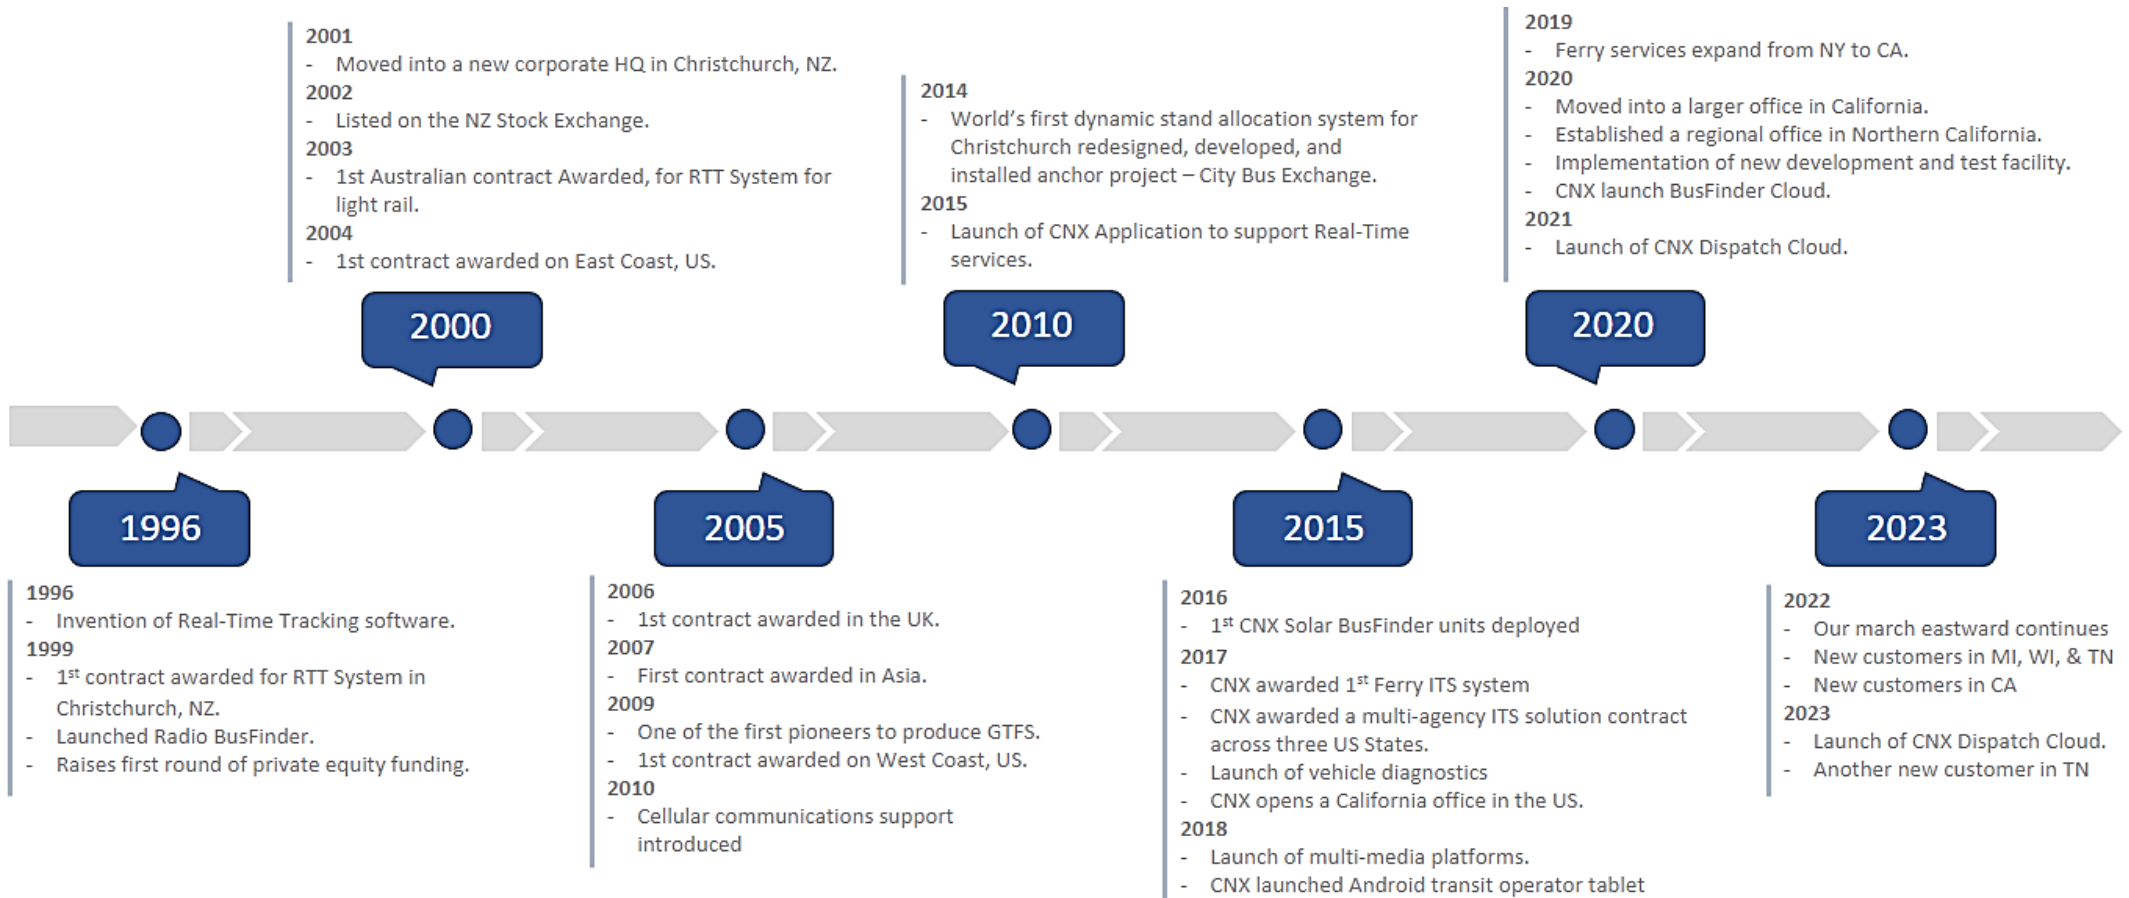 2001
- Moved into a new corporate HQ in Christchurch, NZ.
2002
- Listed on the NZ Stock Exchange.
2003
- 1st Australian contract Awarded, for RTT System for
light rail.
2004
- 1st contract awarded on East Coast, US.
2014
- World’s first dynamic stand allocation system for
Christchurch redesigned, developed, and
installed anchor project – City Bus Exchange.
2015
- Launch of CNX Application to support Real-Time
services.
2019
- Ferry services expand from NY to CA.
2020
- Moved into a larger office in California.
- Established a regional office in Northern California.
- Implementation of new development and test facility.
- CNX launch BusFinder Cloud.
2021
- Launch of CNX Dispatch Cloud.
2000
2010
2020
1996
2005
2015
2023
1996
- Invention of Real-Time Tracking software.
1999
- 1st contract awarded for RTT System in
Christchurch, NZ.
- Launched Radio BusFinder.
- Raises first round of private equity funding.
2006
- 1st contract awarded in the UK.
2007
- First contract awarded in Asia.
2009
- One of the first pioneers to produce GTFS.
- 1st contract awarded on West Coast, US.
2010
- Cellular communications support
introduced
2016
- 1st CNX Solar BusFinder units deployed
2017
- CNX awarded 1st Ferry ITS system
- CNX awarded a multi-agency ITS solution contract
across three US States.
- Launch of vehicle diagnostics
- CNX opens a California office in the US.
2018
- Launch of multi-media platforms.
- CNX launched Android transit operator tablet
2022
- Our march eastward continues
- New customers in MI, WI, & TN
- New customers in CA
2023
- Launch of CNX Dispatch Cloud.
- Another new customer in TN